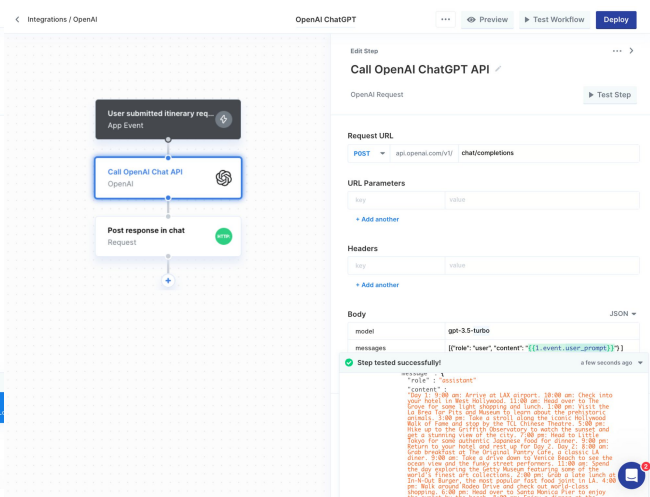 Integrations / OpenAI
OpenAI ChatGPT
Preview
Test Workflow
Deploy
Edit Step
Call OpenAI ChatGPT API
OpenAI Request
Test Step
User submitted itinerary req...
App Event
Call OpenAI Chat API
OpenAI
Post response in chat
Request
Request URL
POST api.openai.com/v1/ chat/completions
URL Parameters
key value
+ Add another
Headers
key value
+ Add another
Body JSON
model gpt-3.5-turbo
messages [{"role": "user", "content": "{{1.event.user_prompt}}"} ]
Step tested successfully! a few seconds ago
"message" : {
"role" : "assistant"
"content" :
"Day 1: 9:00 am: Arrive at LAX airport. 10:00 am: Check into
your hotel in West Hollywood. 11:00 am: Head over to The
Grove for some light shopping and lunch. 1:00 pm: Visit the
La Brea Tar Pits and Museum to learn about the prehistoric
animals. 3:00 pm: Take a stroll along the iconic Hollywood
Walk of Fame and stop by the TCL Chinese Theatre. 5:00 pm:
Hike up to the Griffith Observatory to watch the sunset and
get a stunning view of the city. 7:00 pm: Head to Little
Tokyo for some authentic Japanese food for dinner. 9:00 pm:
Return to your hotel and rest up for Day 2. Day 2: 8:00 am:
Grab breakfast at The Original Pantry Cafe, a classic LA
diner. 9:00 am: Take a drive down to Venice Beach to see the
ocean view and the funky street performers. 11:00 am: Spend
the day exploring the Getty Museum featuring some of the
world's finest art collections. 2:00 pm: Grab a late lunch at
In-N-Out Burger, the most popular fast food joint in LA. 4:00
pm: Walk around Rodeo Drive and check out world-class
shopping. 6:00 pm: Head over to Santa Monica Pier to enjoy
2